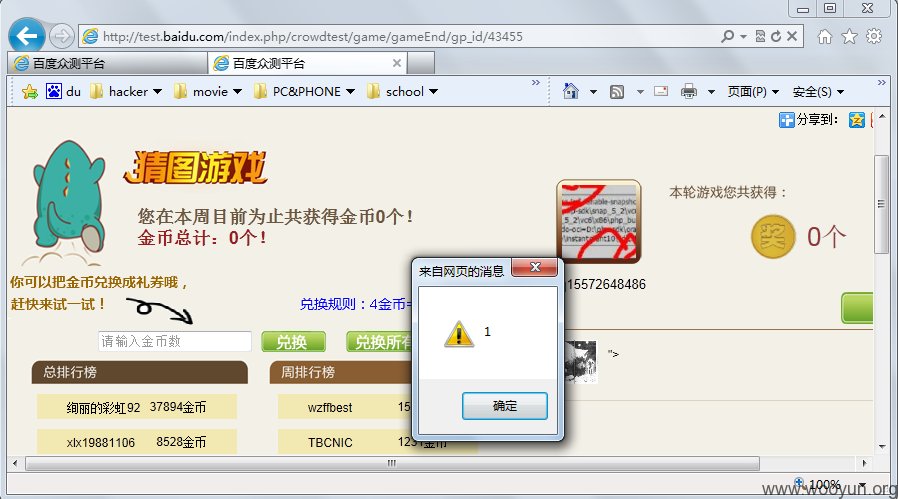 http://test.baidu.com/index.php/crowdtest/game/gameEnd/gp_id/43455
百度众测平台
百度众测平台
du hacker movie PC&PHONE school
页面(P) 安全(S)
分享到:
猜图游戏
您在本周目前为止共获得金币0个!
金币总计:0个!
本轮游戏您共获得:
奖 0个
你可以把金币兑换成礼券哦,
赶快来试一试!
兑换规则:4金币=
15572648486
来自网页的消息
1
确定
请输入金币数
兑换
兑换所有
">
总排行榜
周排行榜
绚丽的彩虹92 37894金币
wzffbest 15
xlx19881106 8528金币
TBCNIC 1231金币
100%
www.wooyun.org